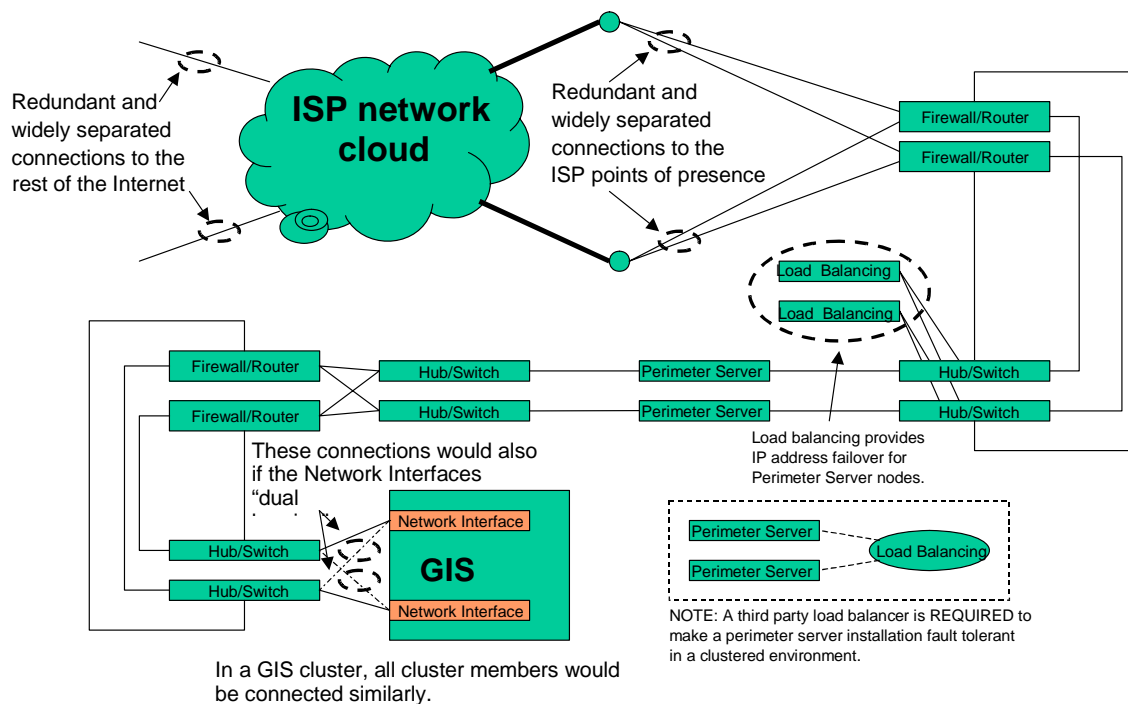 Redundant and
widely separated
connections to the
rest of the Internet
ISP network
cloud
Redundant and
widely separated
connections to the
ISP points of presence
Firewall/Router
Firewall/Router
Load Balancing
Load Balancing
Firewall/Router
Firewall/Router
Hub/Switch
Hub/Switch
Perimeter Server
Perimeter Server
Hub/Switch
Hub/Switch
Load balancing provides
IP address failover for
Perimeter Server nodes.
These connections would also
if the Network Interfaces
“dual
Hub/Switch
Hub/Switch
Network Interface
GIS
Network Interface
Perimeter Server
Perimeter Server
Load Balancing
NOTE: A third party load balancer is REQUIRED to
make a perimeter server installation fault tolerant
in a clustered environment.
In a GIS cluster, all cluster members would
be connected similarly.